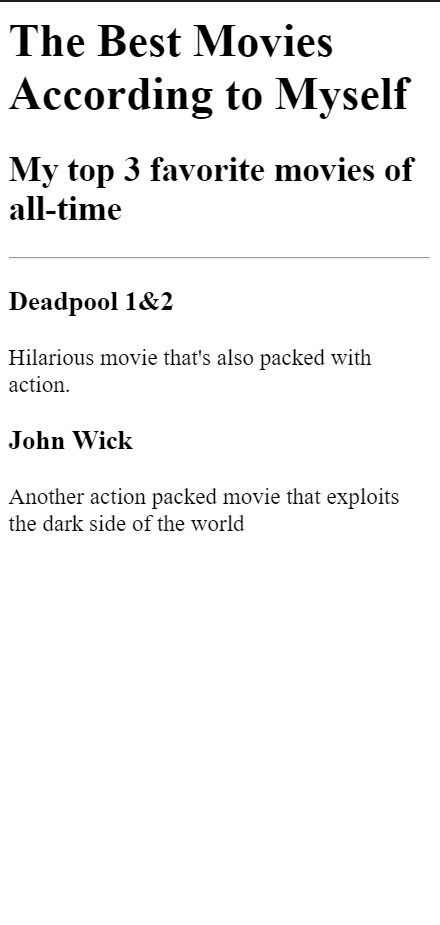 The Best Movies
According to Myself
My top 3 favorite movies of
all-time
Deadpool 1&2
Hilarious movie that's also packed with
action.
John Wick
Another action packed movie that exploits
the dark side of the world